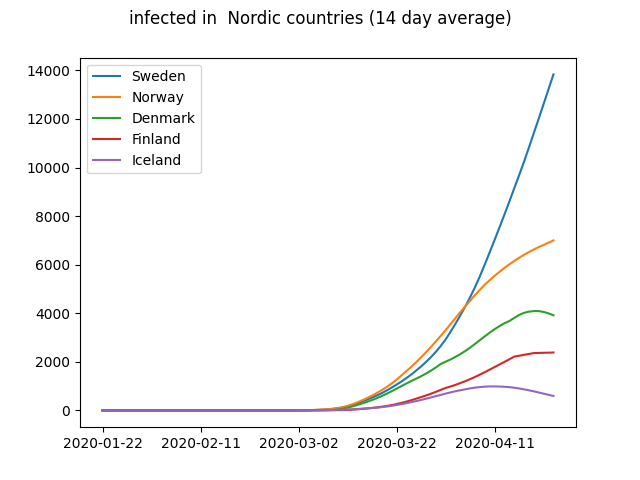 infected in  Nordic countries (14 day average)
14000
12000
10000
8000
6000
4000
2000
0
Sweden
Norway
Denmark
Finland
Iceland
2020-01-22 2020-02-11 2020-03-02 2020-03-22 2020-04-11